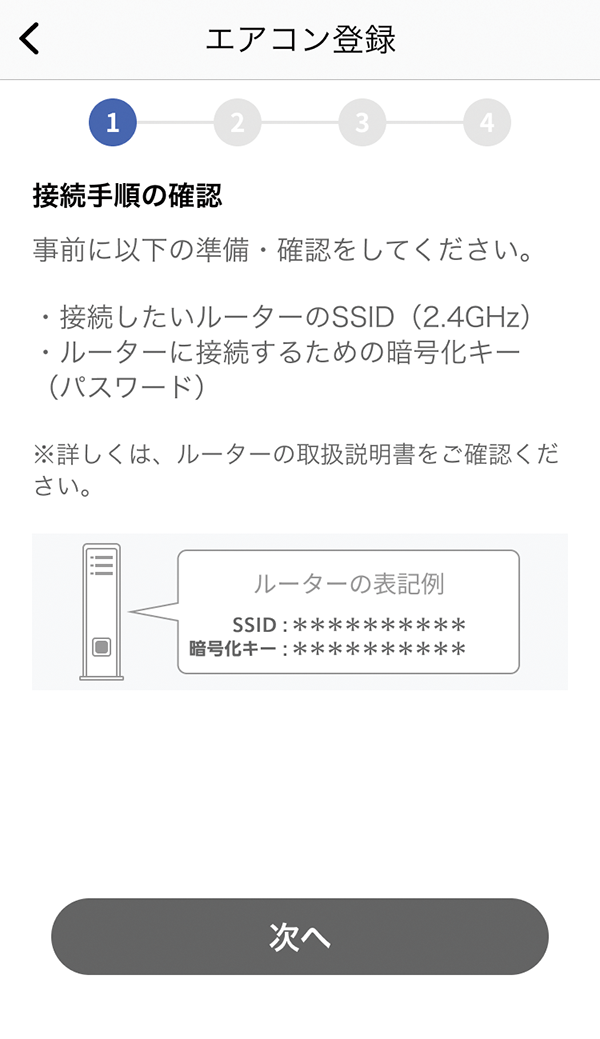 エアコン登録
1 2 3 4
接続手順の確認
事前に以下の準備・確認をしてください。
・接続したいルーターのSSID（2.4GHz）
・ルーターに接続するための暗号化キー
（パスワード）
※詳しくは、ルーターの取扱説明書をご確認くだ
さい。
ルーターの表記例
SSID : ＊＊＊＊＊＊＊＊＊＊
暗号化キー : ＊＊＊＊＊＊＊＊＊＊
次へ